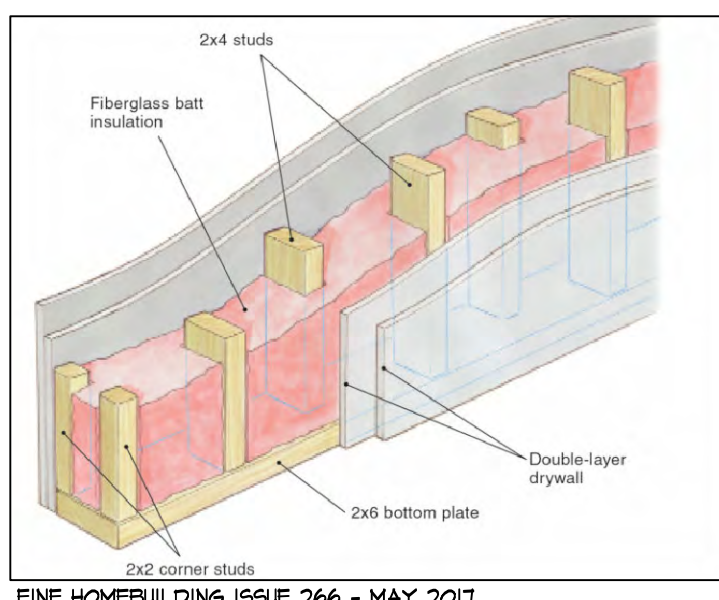 2x4 studs
Fiberglass batt
insulation
Double-layer
drywall
2x6 bottom plate
2x2 corner studs
FINE HOMEBUILDING ISSUE 266 - MAY 2017